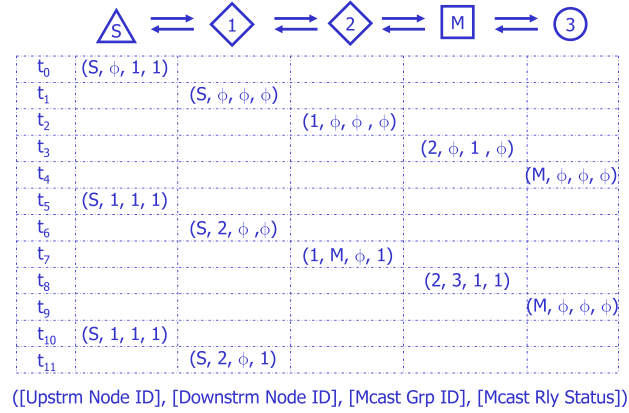 S 1 2 M 3
t0 (S, ϕ, 1, 1)
t1 (S, ϕ, ϕ, ϕ)
t2 (1, ϕ, ϕ , ϕ)
t3 (2, ϕ, 1 , ϕ)
t4 (M, ϕ, ϕ, ϕ)
t5 (S, 1, 1, 1)
t6 (S, 2, ϕ ,ϕ)
t7 (1, M, ϕ, 1)
t8 (2, 3, 1, 1)
t9 (M, ϕ, ϕ, ϕ)
t10 (S, 1, 1, 1)
t11 (S, 2, ϕ, 1)
([Upstrm Node ID], [Downstrm Node ID], [Mcast Grp ID], [Mcast Rly Status])